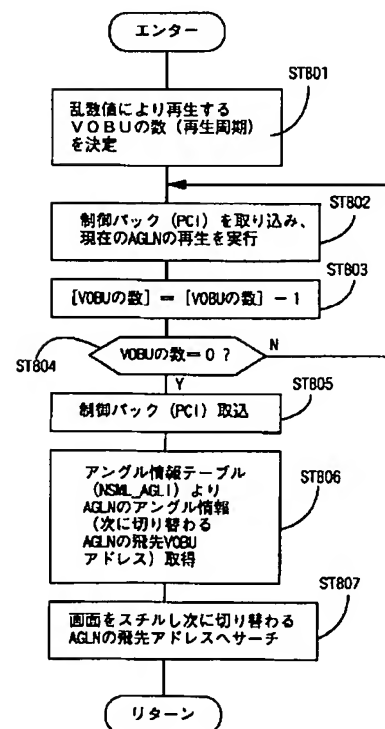 エンター
ST801
乱数値により再生する
VOBUの数（再生周期）
を決定
ST802
制御パック（PCI）を取り込み、
現在のAGLNの再生を実行
ST803
[VOBUの数] ＝ [VOBUの数] − 1
VOBUの数＝0？
N
ST804
Y
ST805
制御パック（PCI）取込
アングル情報テーブル
（NSML_AGLI）より
AGLNのアングル情報
（次に切り替わる
AGLNの飛先VOBU
アドレス）取得
ST806
ST807
画面をスチルし次に切り替わる
AGLNの飛先アドレスへサーチ
リターン